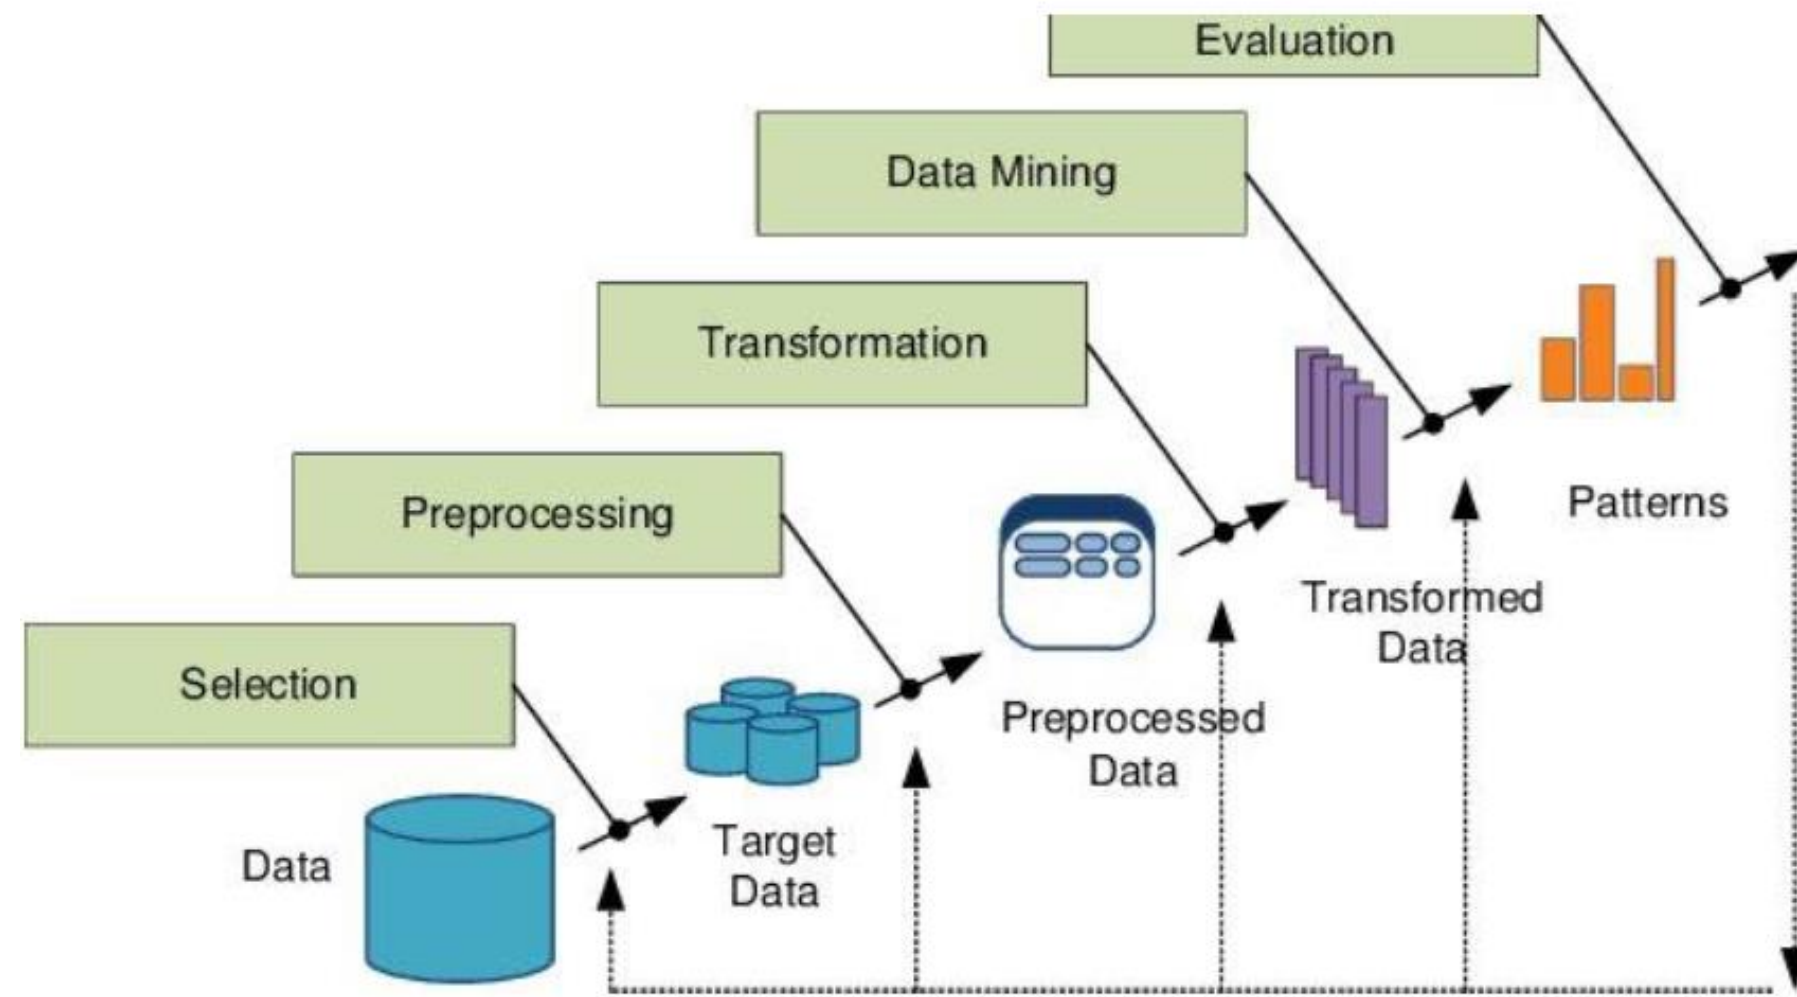 Evaluation
Data Mining
Transformation
Patterns
Preprocessing
Transformed
Data
Selection
Preprocessed
Data
Target
Data
Data